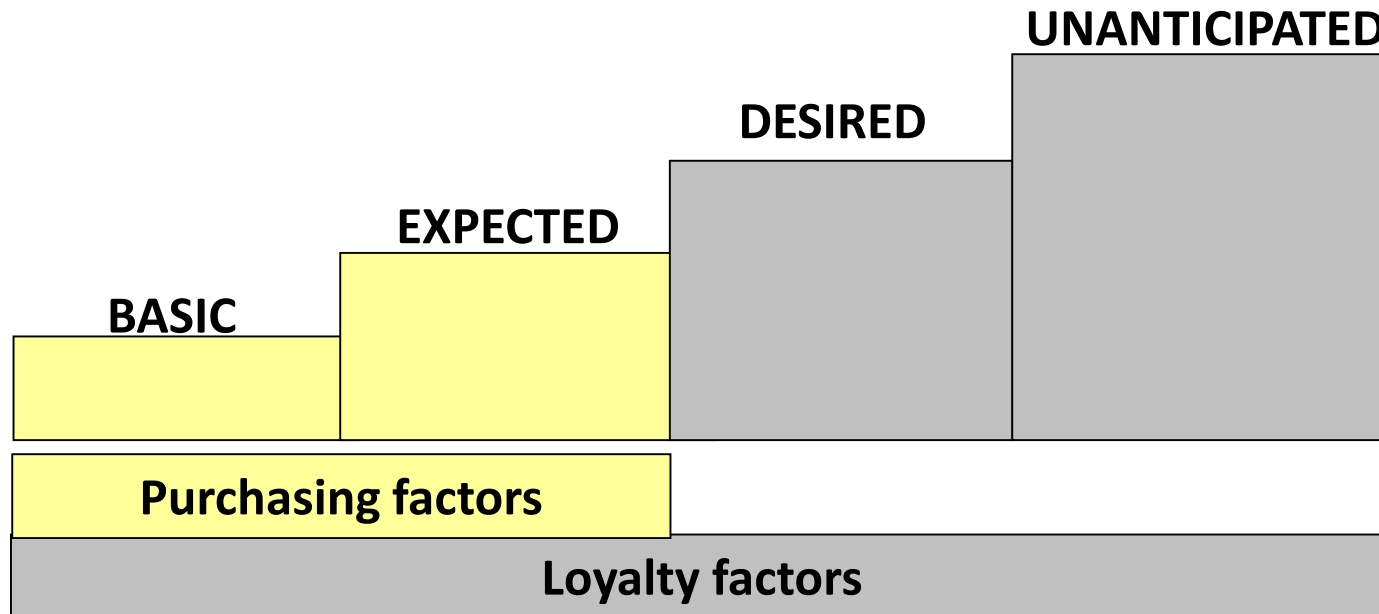 UNANTICIPATED
DESIRED
EXPECTED
BASIC
Purchasing factors
Loyalty factors